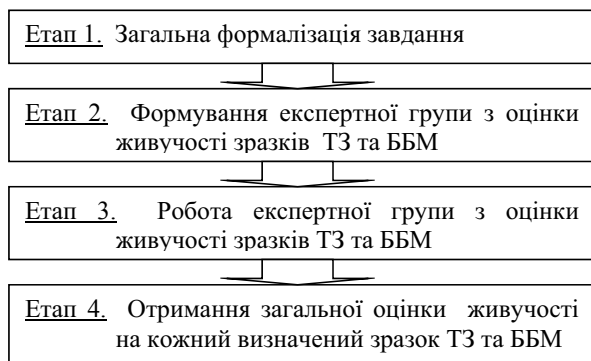 Етап 1. Загальна формалізація завдання
Етап 2. Формування експертної групи з оцінки
живучості зразків ТЗ та ББМ
Етап 3. Робота експертної групи з оцінки
живучості зразків ТЗ та ББМ
Етап 4. Отримання загальної оцінки живучості
на кожний визначений зразок ТЗ та ББМ